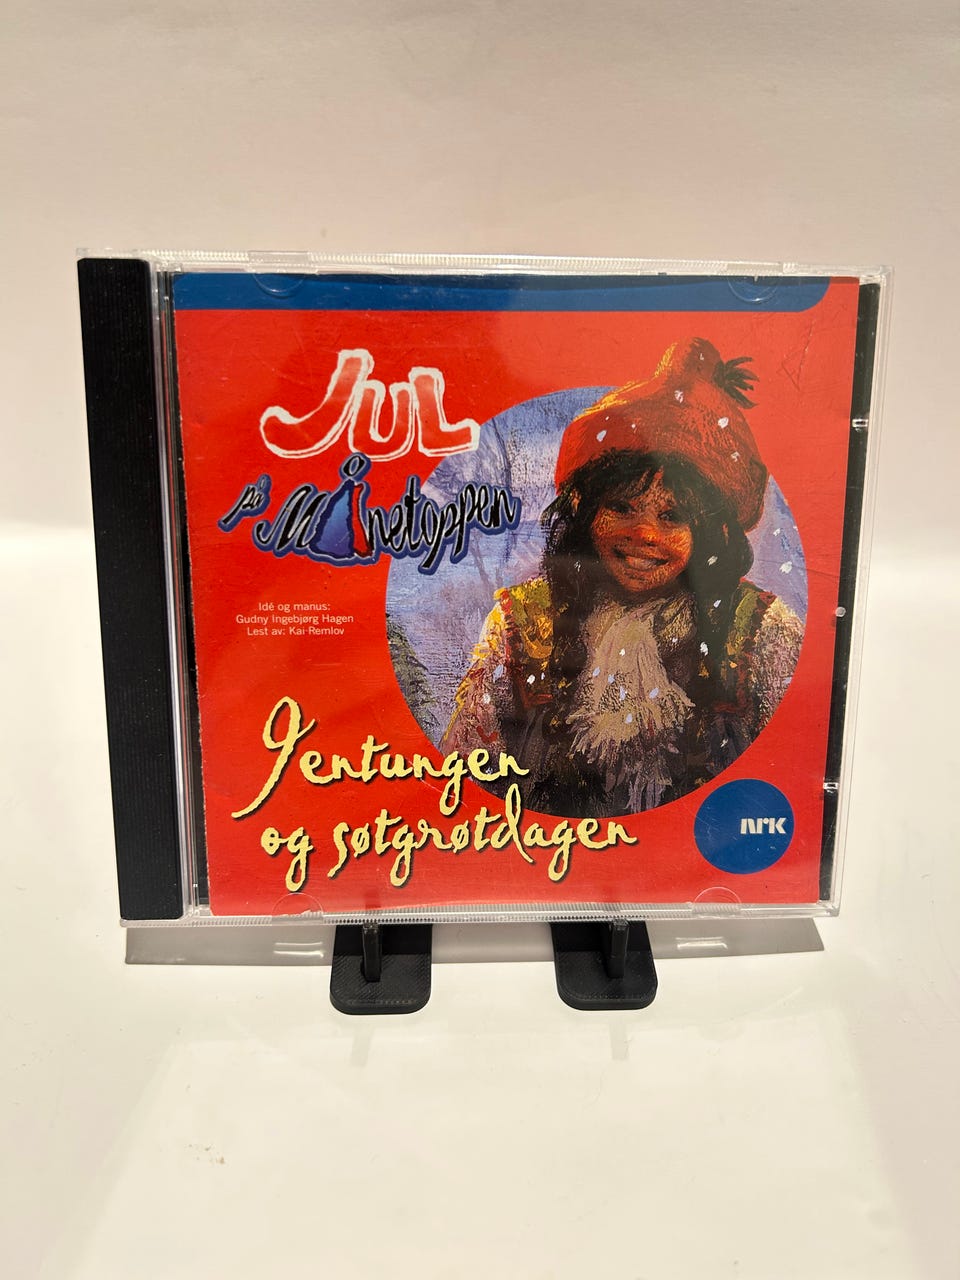 JUL
på Månetoppen
Idé og manus:
Gudny Ingebjørg Hagen
Lest av: Kai Remlov
Jentungen
og søtgrøtdagen
nrk